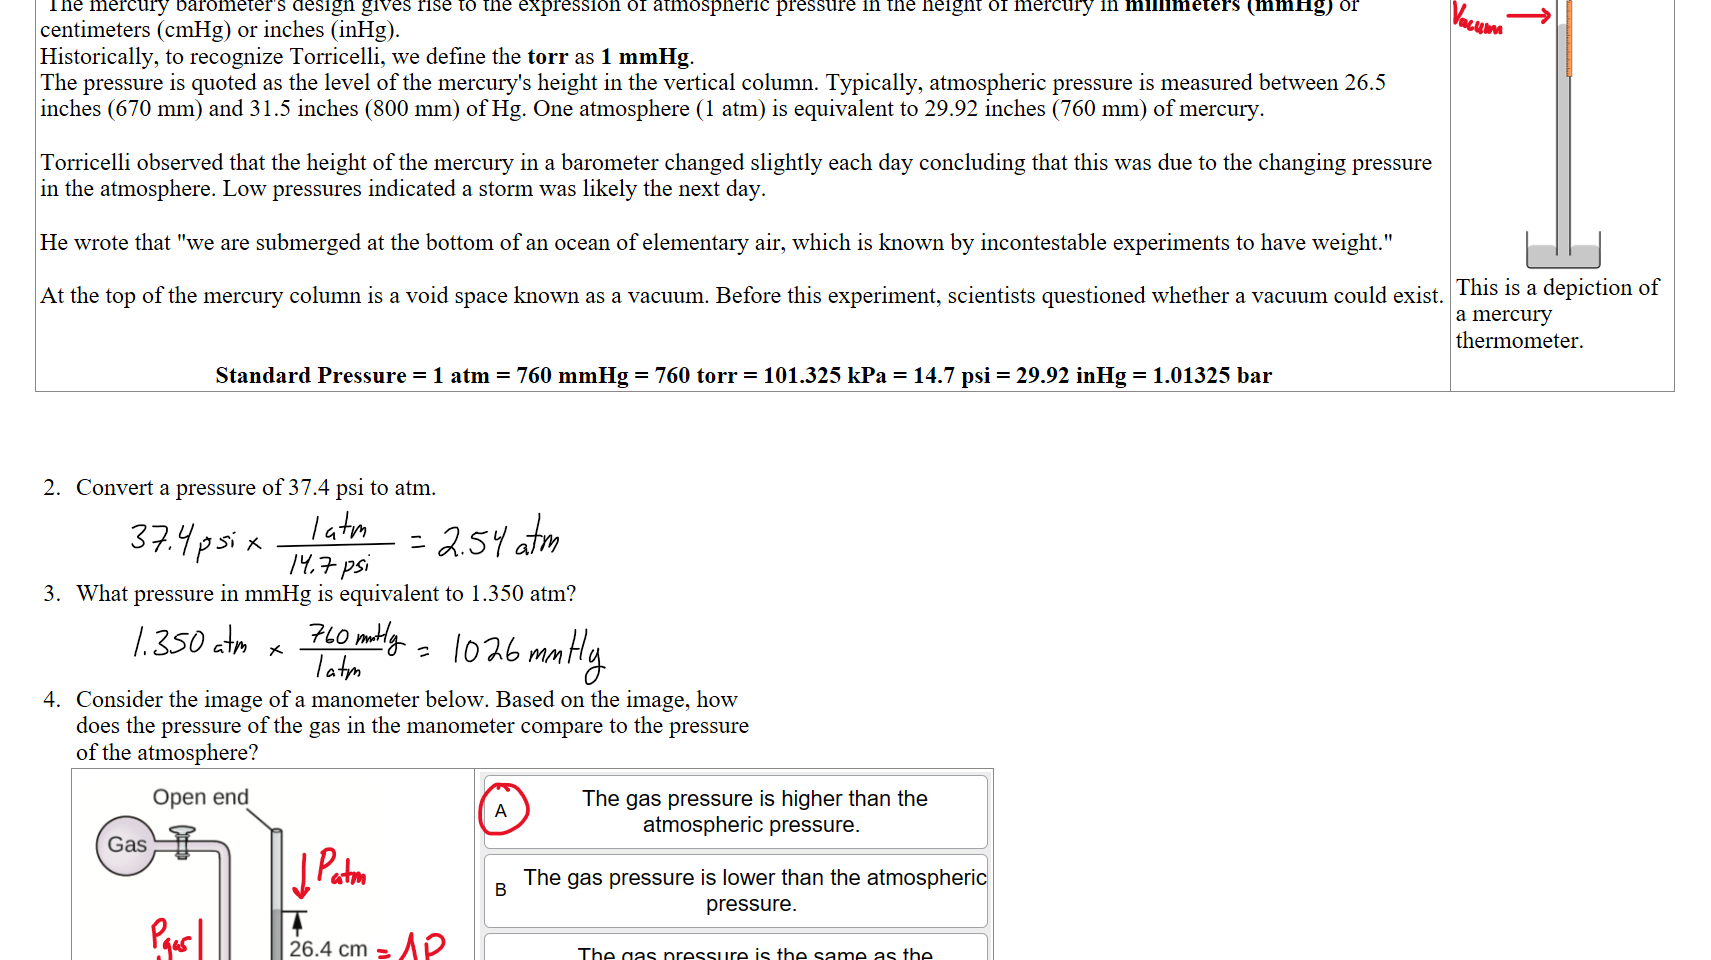 The mercury barometer's design gives rise to the expression of atmospheric pressure in the height of mercury in millimeters (mmHg) or
centimeters (cmHg) or inches (inHg).
Historically, to recognize Torricelli, we define the torr as 1 mmHg.
The pressure is quoted as the level of the mercury's height in the vertical column. Typically, atmospheric pressure is measured between 26.5
inches (670 mm) and 31.5 inches (800 mm) of Hg. One atmosphere (1 atm) is equivalent to 29.92 inches (760 mm) of mercury.
Torricelli observed that the height of the mercury in a barometer changed slightly each day concluding that this was due to the changing pressure
in the atmosphere. Low pressures indicated a storm was likely the next day.
He wrote that "we are submerged at the bottom of an ocean of elementary air, which is known by incontestable experiments to have weight."
At the top of the mercury column is a void space known as a vacuum. Before this experiment, scientists questioned whether a vacuum could exist.
Standard Pressure = 1 atm = 760 mmHg = 760 torr = 101.325 kPa = 14.7 psi = 29.92 inHg = 1.01325 bar
Vacuum
This is a depiction of
a mercury
thermometer.
2. Convert a pressure of 37.4 psi to atm.
37.4 psi × 1 atm / 14.7 psi = 2.54 atm
3. What pressure in mmHg is equivalent to 1.350 atm?
1.350 atm × 760 mmHg / 1 atm = 1026 mmHg
4. Consider the image of a manometer below. Based on the image, how
does the pressure of the gas in the manometer compare to the pressure
of the atmosphere?
Open end
Gas
Patm
Pgas
26.4 cm = ΔP
A The gas pressure is higher than the
atmospheric pressure.
B The gas pressure is lower than the atmospheric
pressure.
The gas pressure is the same as the